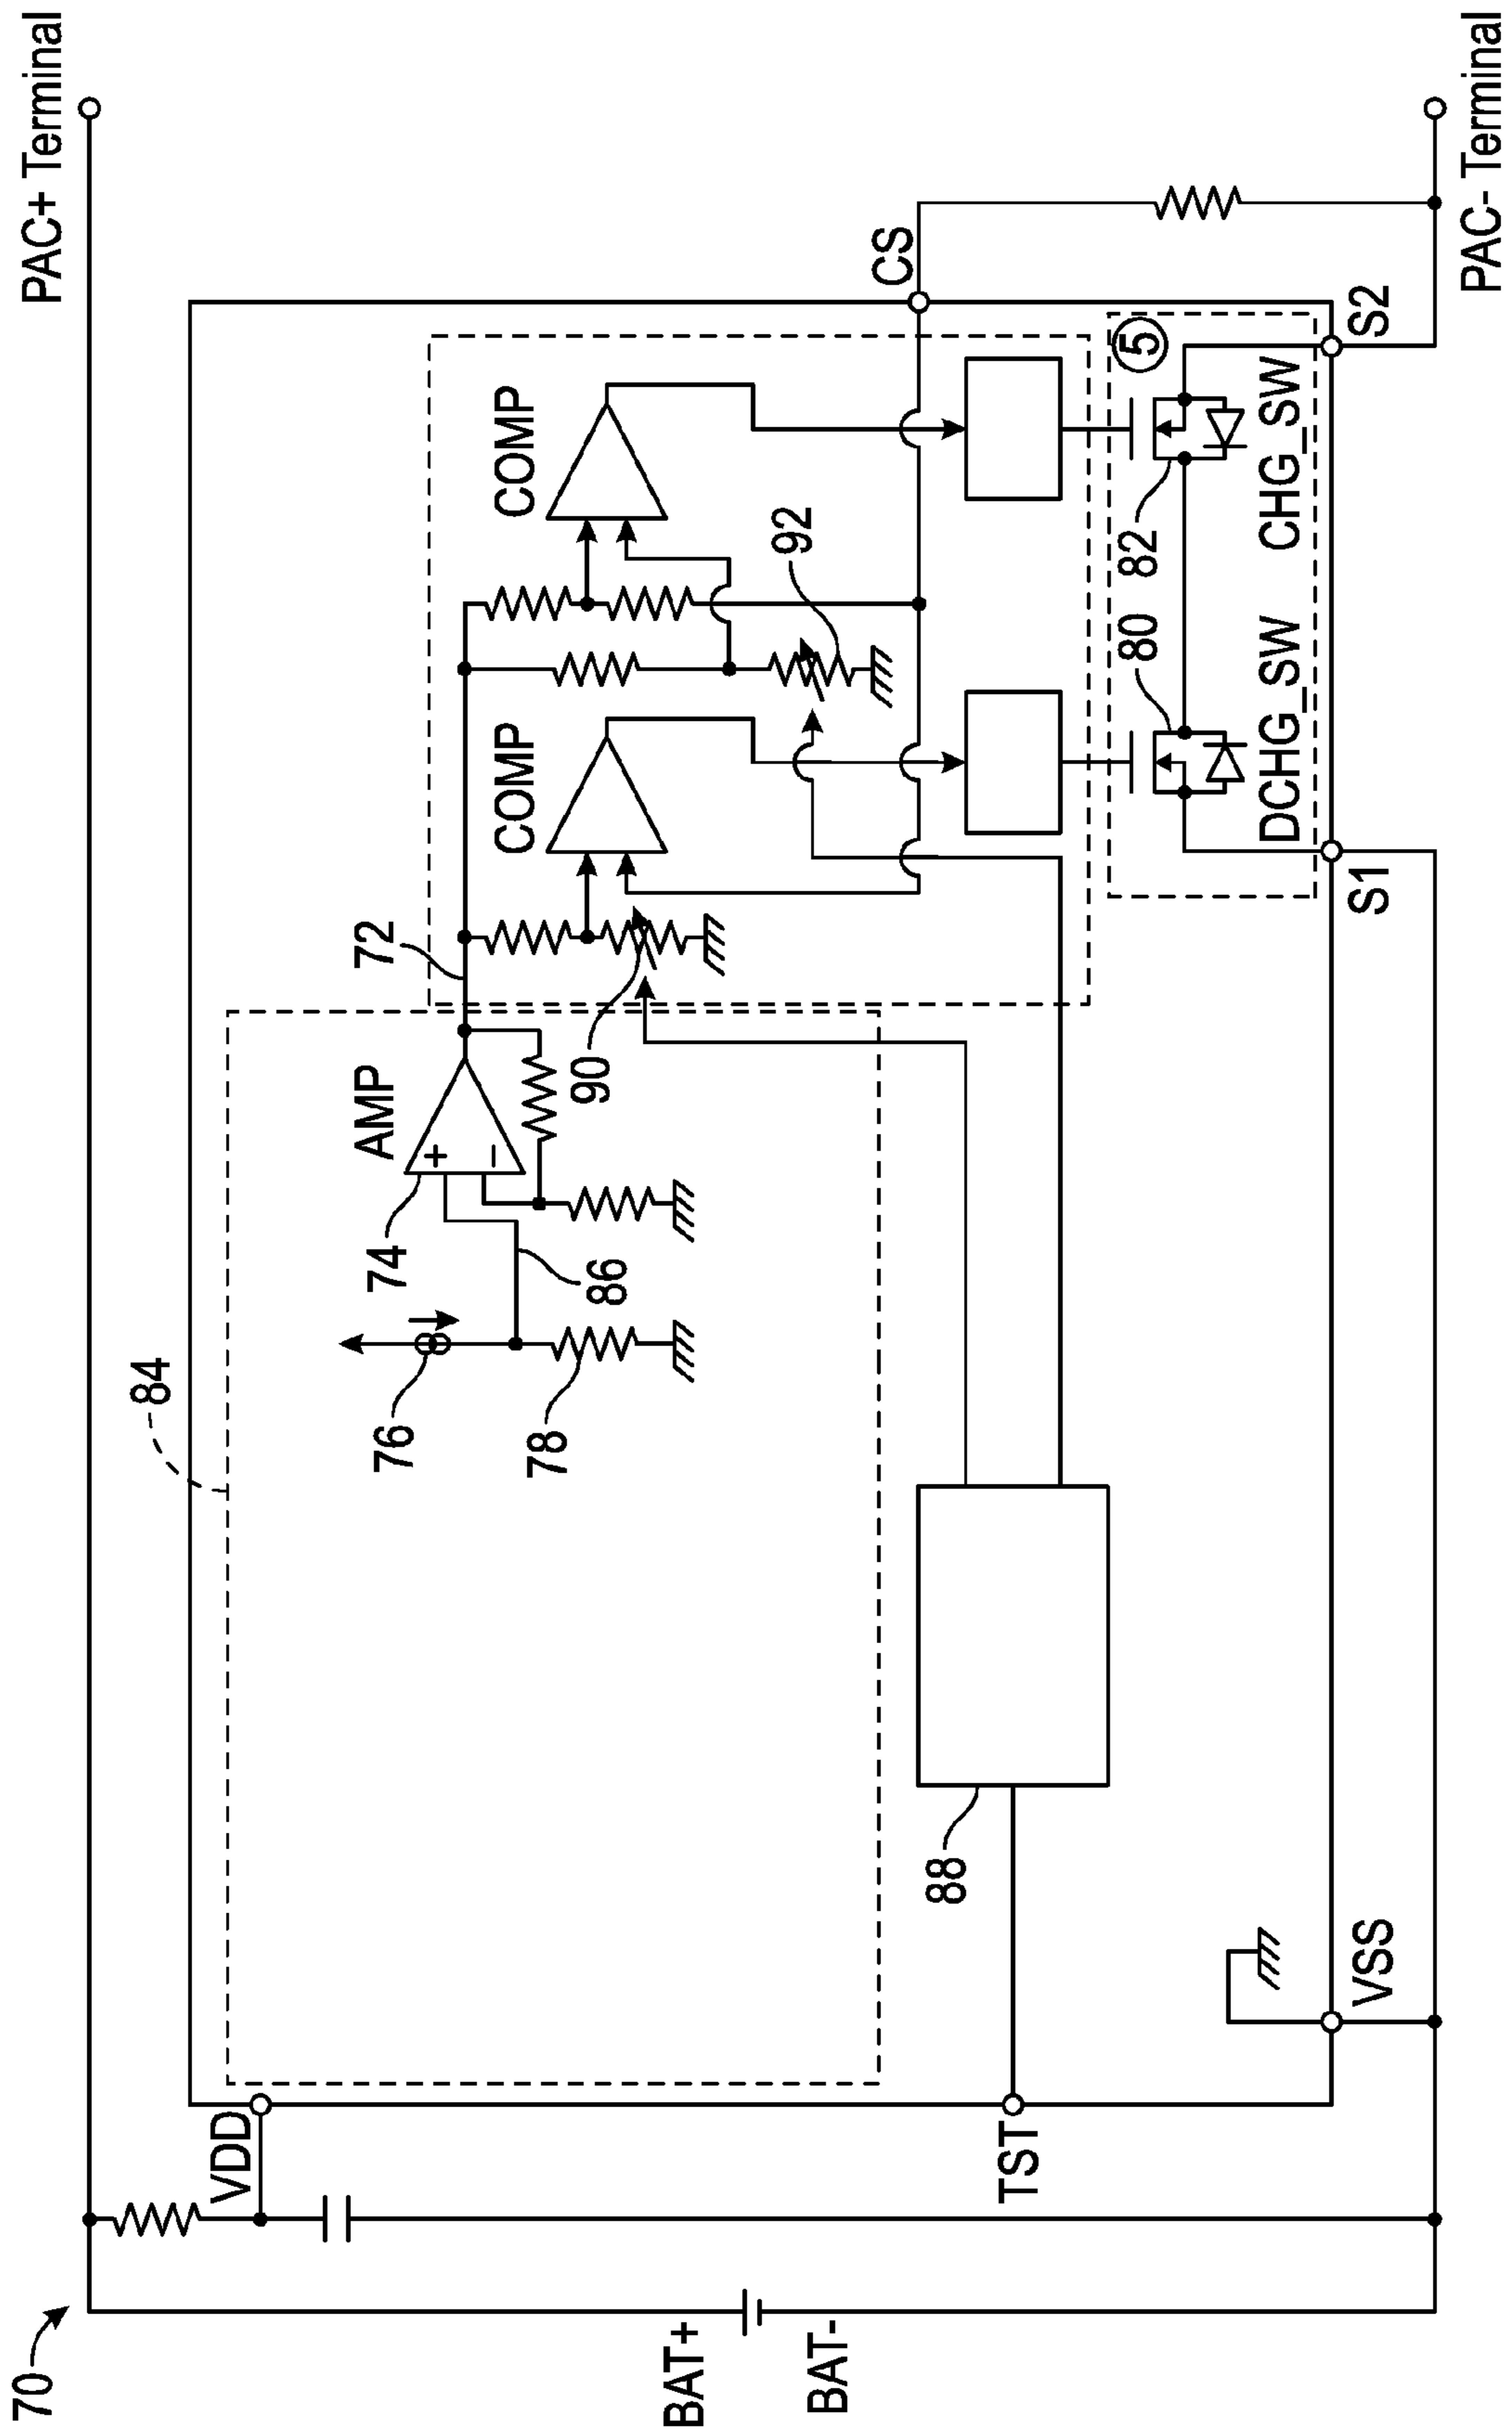 70
PAC+ Terminal
BAT+
BAT-
VDD
84
76
78
74
AMP
+
−
86
72
90
COMP
COMP
92
CS
TST
88
5
80
82
DCHG_SW
CHG_SW
VSS
S1
S2
PAC- Terminal